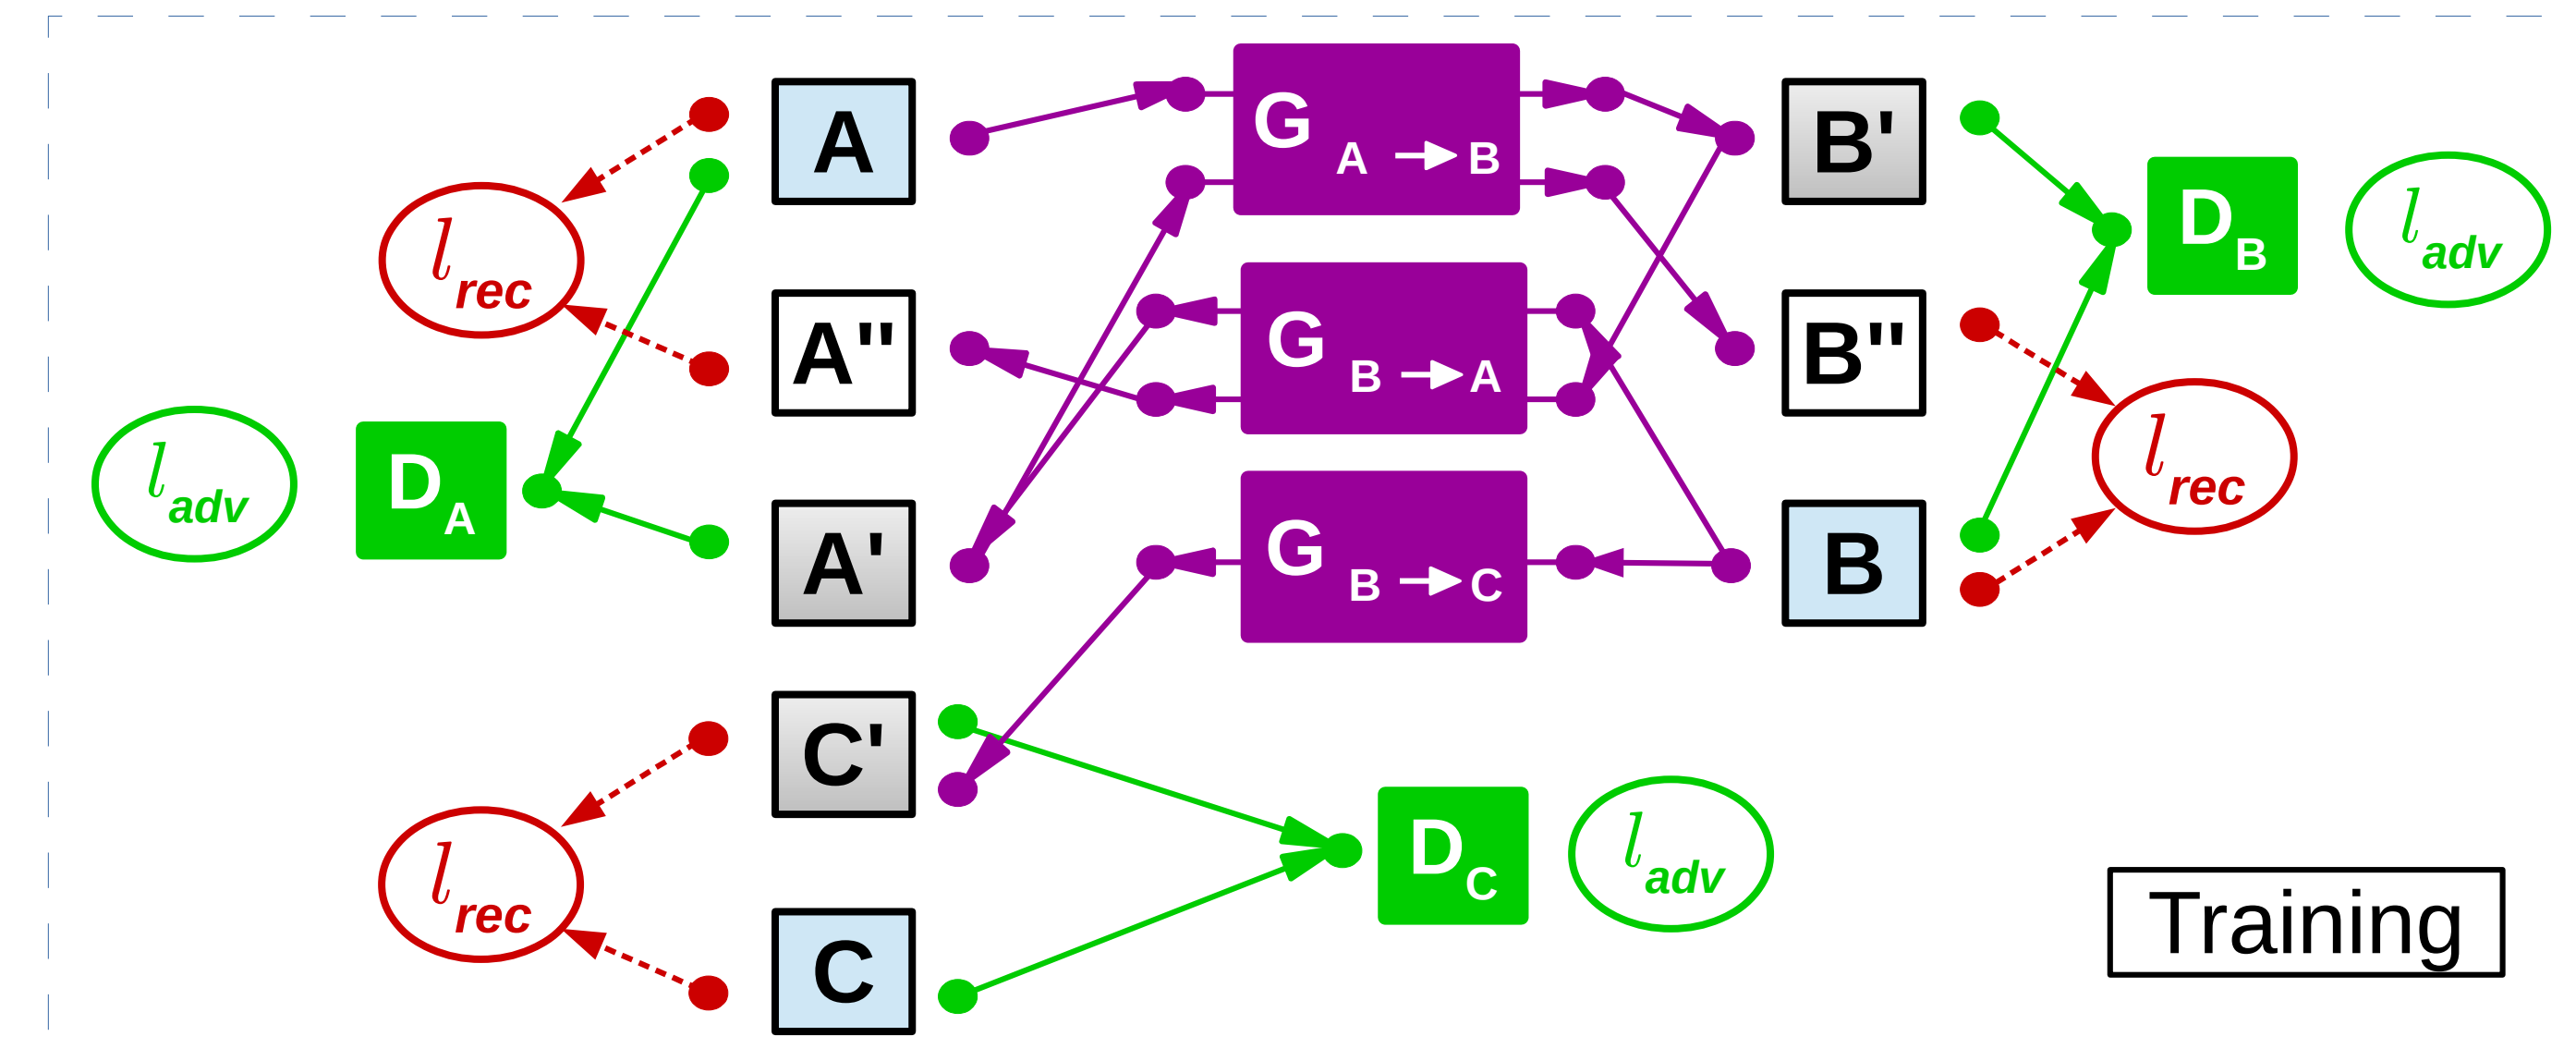 A
G A → B
B'
D B
l adv
l rec
A"
G B → A
B"
l rec
l adv
D A
A'
G B → C
B
C'
l rec
D C
l adv
C
Training